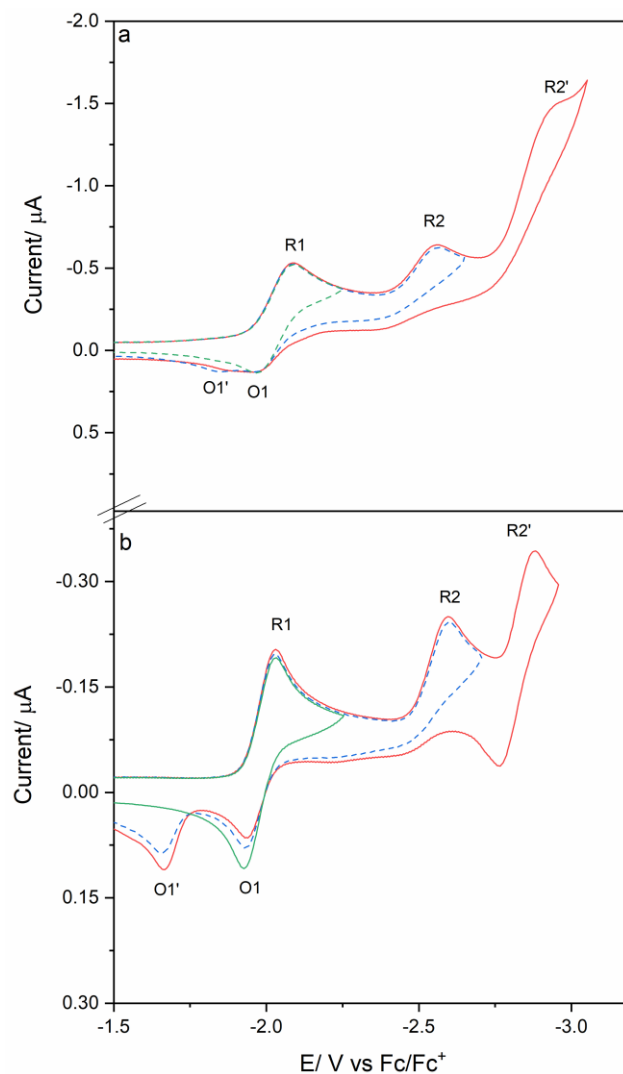 a
-2.0
-1.5
-1.0
-0.5
0.0
0.5
Current/ μA
R1
R2
R2'
O1'
O1
b
-0.30
-0.15
0.00
0.15
0.30
Current/ μA
R1
R2
R2'
O1'
O1
-1.5
-2.0
-2.5
-3.0
E/ V vs Fc/Fc⁺